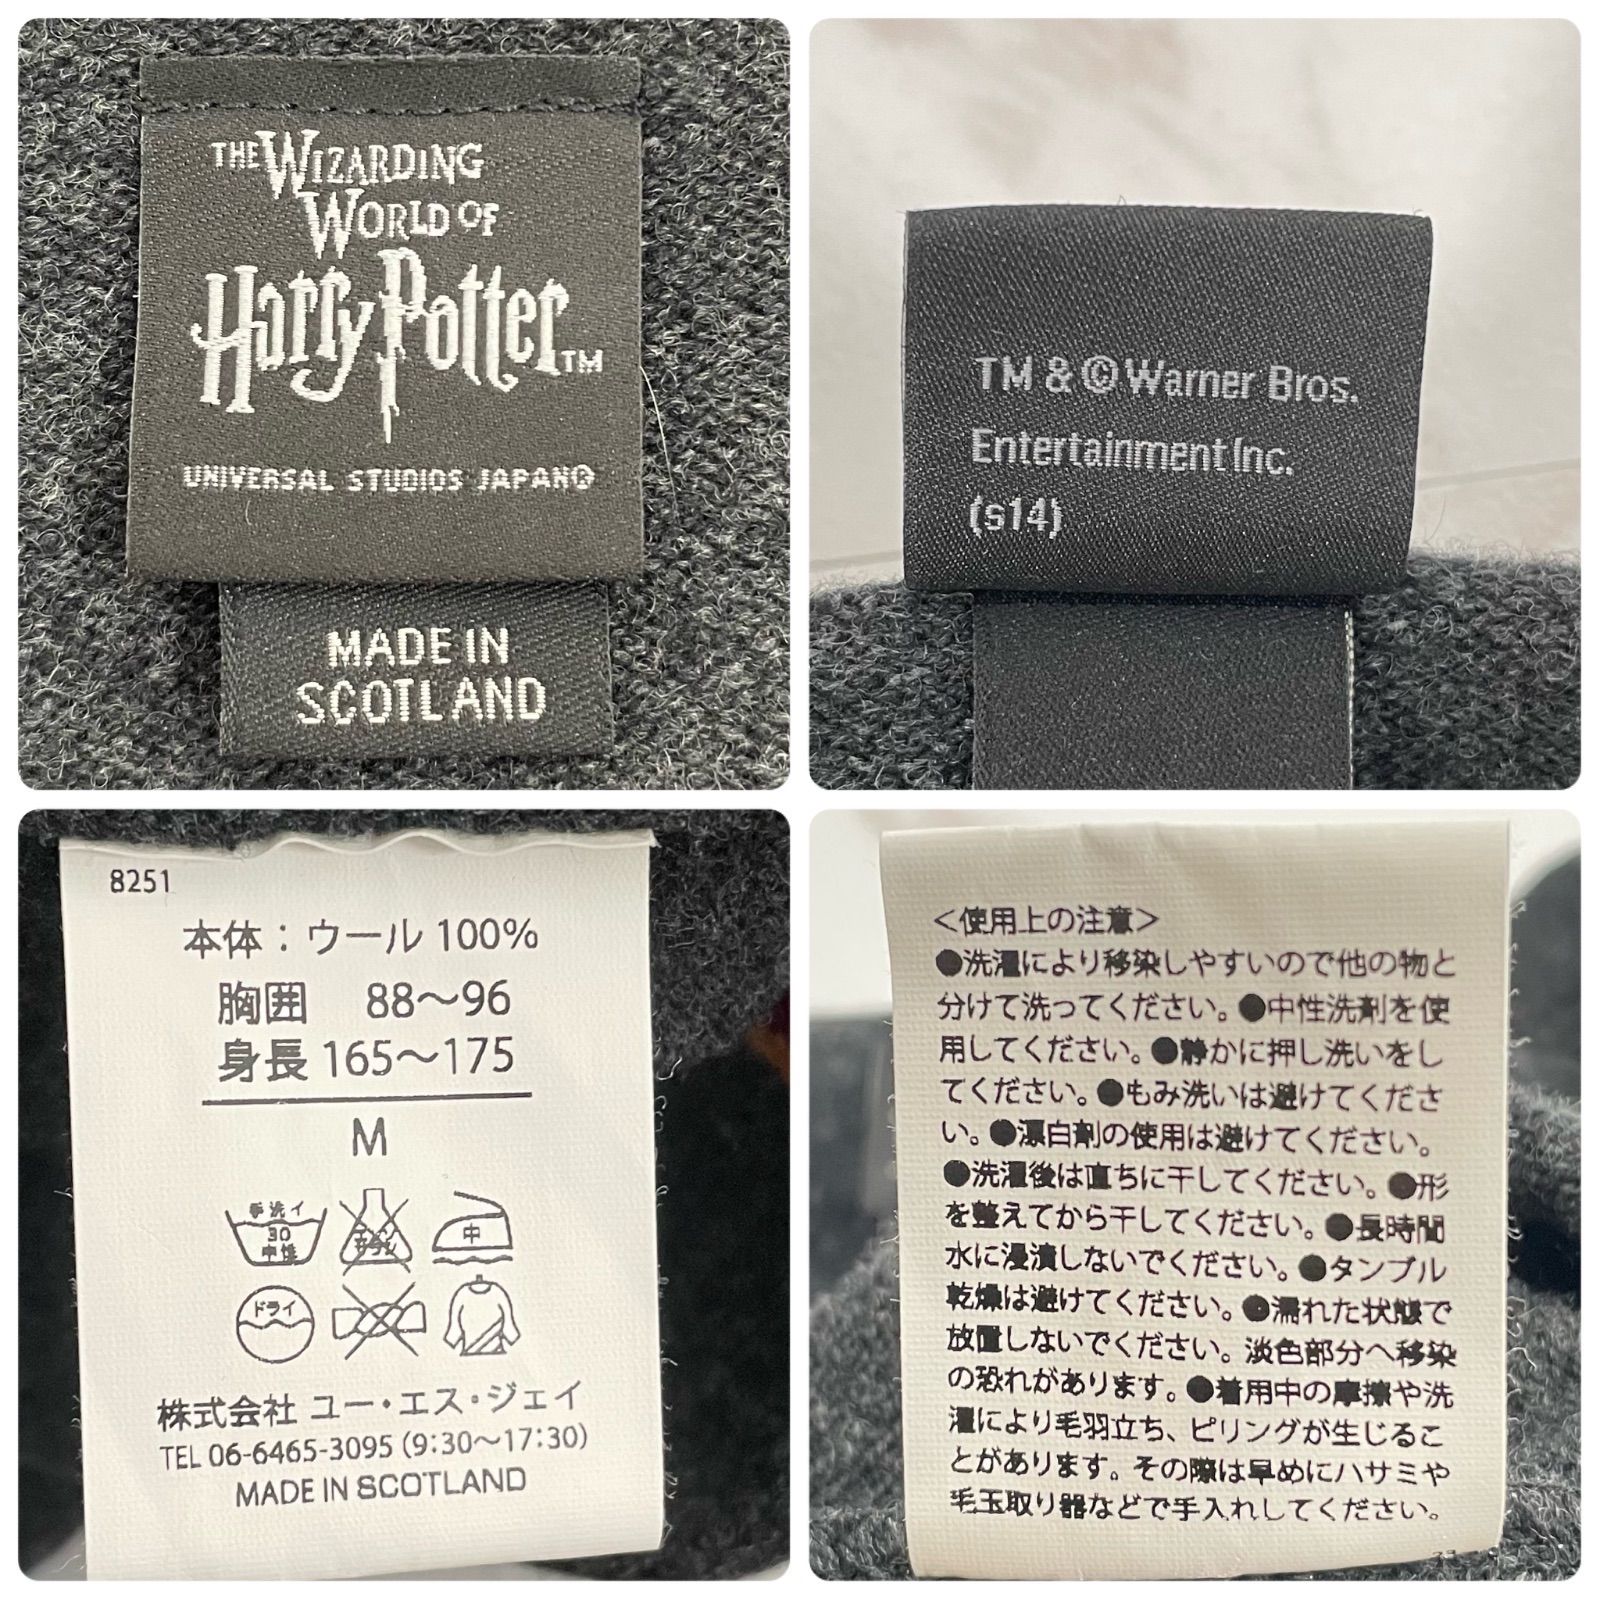 THE WIZARDING
WORLD OF
Harry Potter TM
UNIVERSAL STUDIOS JAPAN®
MADE IN
SCOTLAND
TM & © Warner Bros.
Entertainment Inc.
(s14)
8251
本体：ウール 100%
胸囲 88〜96
身長 165〜175
M
手洗イ
30
中性
エンソ
サラシ
中
ドライ
株式会社 ユー・エス・ジェイ
TEL 06-6465-3095 (9:30〜17:30)
MADE IN SCOTLAND
＜使用上の注意＞
●洗濯により移染しやすいので他の物と
分けて洗ってください。●中性洗剤を使
用してください。●静かに押し洗いをし
てください。●もみ洗いは避けてくださ
い。●漂白剤の使用は避けてください。
●洗濯後は直ちに干してください。●形
を整えてから干してください。●長時間
水に浸漬しないでください。●タンブル
乾燥は避けてください。●濡れた状態で
放置しないでください。淡色部分へ移染
の恐れがあります。●着用中の摩擦や洗
濯により毛羽立ち、ピリングが生じるこ
とがあります。その際は早めにハサミや
毛玉取り器などで手入れしてください。